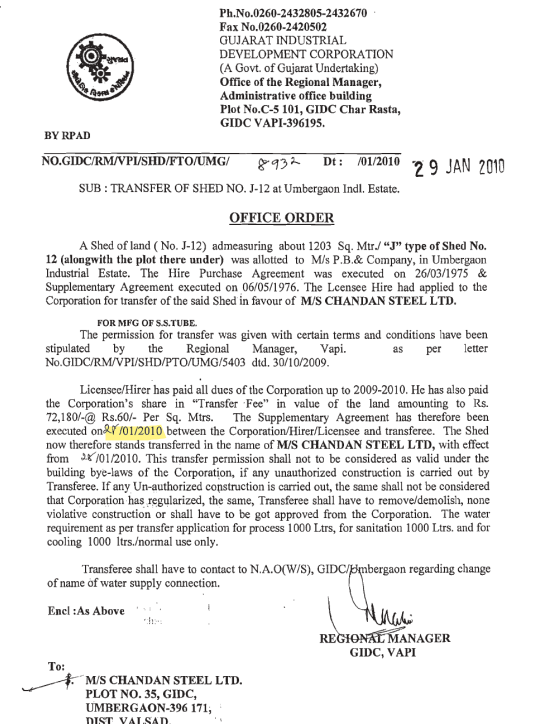 Ph.No.0260-2432805-2432670
Fax No.0260-2420502
GUJARAT INDUSTRIAL
DEVELOPMENT CORPORATION
(A Govt. of Gujarat Undertaking)
Office of the Regional Manager,
Administrative office building
Plot No.C-5 101, GIDC Char Rasta,
GIDC VAPI-396195.
BY RPAD
NO.GIDC/RM/VPI/SHD/FTO/UMG/ 8932 Dt : /01/2010 29 JAN 2010
SUB : TRANSFER OF SHED NO. J-12 at Umbergaon Indl. Estate.
OFFICE ORDER
A Shed of land ( No. J-12) admeasuring about 1203 Sq. Mtr./ “J” type of Shed No.
12 (alongwith the plot there under) was allotted to M/s P.B.& Company, in Umbergaon
Industrial Estate. The Hire Purchase Agreement was executed on 26/03/1975 &
Supplementary Agreement executed on 06/05/1976. The Licensee Hire had applied to the
Corporation for transfer of the said Shed in favour of M/S CHANDAN STEEL LTD.
FOR MFG OF S.S.TUBE.
The permission for transfer was given with certain terms and conditions have been
stipulated by the Regional Manager, Vapi. as per letter
No.GIDC/RM/VPI/SHD/PTO/UMG/5403 dtd. 30/10/2009.
Licensee/Hirer has paid all dues of the Corporation up to 2009-2010. He has also paid
the Corporation’s share in “Transfer Fee” in value of the land amounting to Rs.
72,180/-@ Rs.60/- Per Sq. Mtrs. The Supplementary Agreement has therefore been
executed on /01/2010 between the Corporation/Hirer/Licensee and transferee. The Shed
now therefore stands transferred in the name of M/S CHANDAN STEEL LTD, with effect
from /01/2010. This transfer permission shall not to be considered as valid under the
building bye-laws of the Corporation, if any unauthorized construction is carried out by
Transferee. If any Un-authorized construction is carried out, the same shall not be considered
that Corporation has regularized, the same, Transferee shall have to remove/demolish, none
violative construction or shall have to be got approved from the Corporation. The water
requirement as per transfer application for process 1000 Ltrs, for sanitation 1000 Ltrs. and for
cooling 1000 ltrs./normal use only.
Transferee shall have to contact to N.A.O(W/S), GIDC/Umbergaon regarding change
of name of water supply connection.
Encl :As Above
REGIONAL MANAGER
GIDC, VAPI
To:
M/S CHANDAN STEEL LTD.
PLOT NO. 35, GIDC,
UMBERGAON-396 171,
DIST. VALSAD.